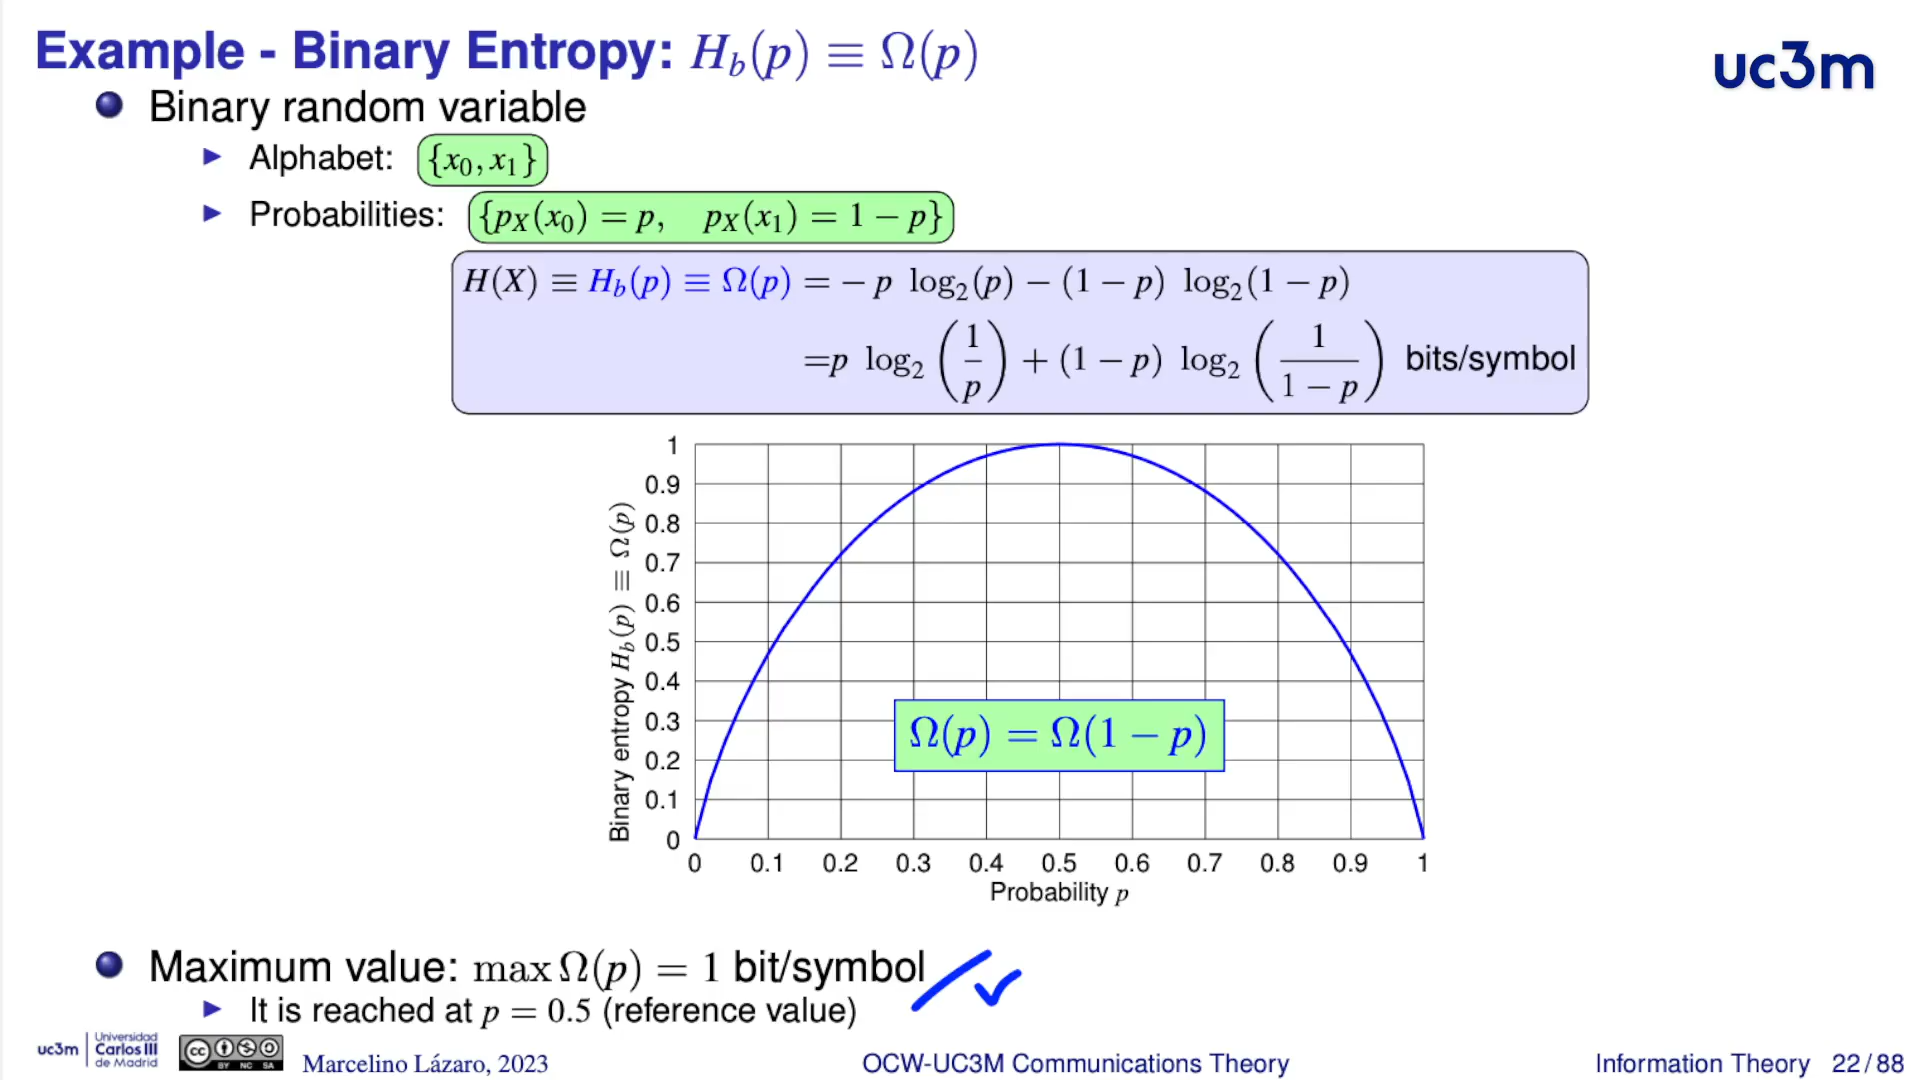 Example - Binary Entropy: H_b(p) ≡ Ω(p)
uc3m
Binary random variable
Alphabet: {x_0, x_1}
Probabilities: {p_X(x_0) = p, p_X(x_1) = 1 − p}
H(X) ≡ H_b(p) ≡ Ω(p) = − p log_2(p) − (1 − p) log_2(1 − p)
=p log_2 (1/p) + (1 − p) log_2 (1/(1 − p)) bits/symbol
Binary entropy H_b(p) ≡ Ω(p)
1
0.9
0.8
0.7
0.6
0.5
0.4
0.3
0.2
0.1
0
Ω(p) = Ω(1 − p)
0 0.1 0.2 0.3 0.4 0.5 0.6 0.7 0.8 0.9 1
Probability p
Maximum value: max Ω(p) = 1 bit/symbol
It is reached at p = 0.5 (reference value)
uc3m
Universidad
Carlos III
de Madrid
cc
BY NC SA
Marcelino Lázaro, 2023
OCW-UC3M Communications Theory
Information Theory 22 / 88